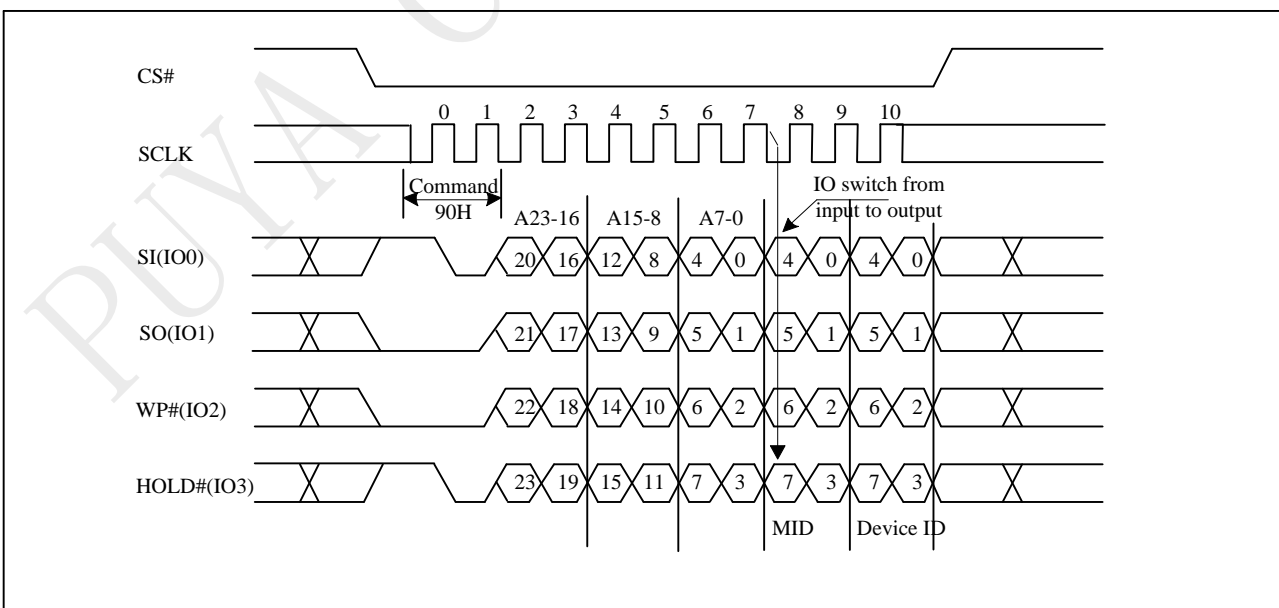 PUYA
CS#
0 1 2 3 4 5 6 7 8 9 10
SCLK
Command
90H
IO switch from
input to output
A23-16 A15-8 A7-0
SI(IO0)
20 16 12 8 4 0 4 0 4 0
SO(IO1)
21 17 13 9 5 1 5 1 5 1
WP#(IO2)
22 18 14 10 6 2 6 2 6 2
HOLD#(IO3)
23 19 15 11 7 3 7 3 7 3
MID Device ID